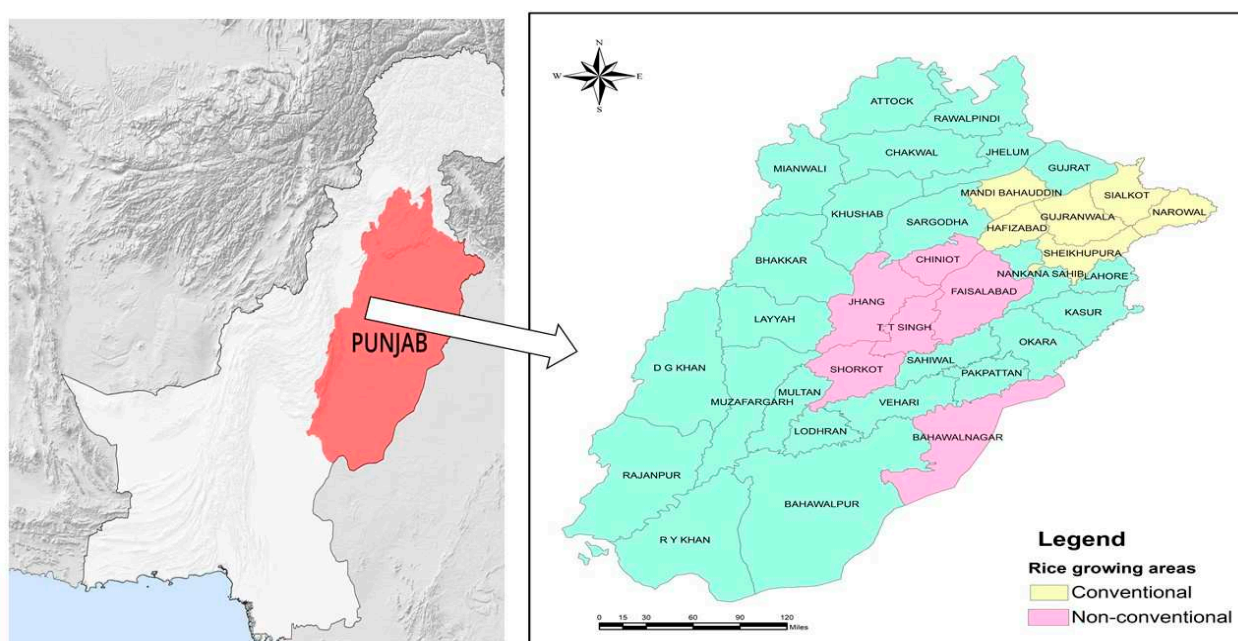 PUNJAB
N
W
E
S
ATTOCK
RAWALPINDI
CHAKWAL
JHELUM
MIANWALI
GUJRAT
MANDI BAHAUDDIN
SIALKOT
KHUSHAB
SARGODHA
GUJRANWALA
NAROWAL
HAFIZABAD
SHEIKHUPURA
BHAKKAR
CHINIOT
NANKANA SAHIB
LAHORE
FAISALABAD
JHANG
KASUR
LAYYAH
T. T SINGH
OKARA
SAHIWAL
D G KHAN
SHORKOT
PAKPATTAN
MULTAN
MUZAFARGARH
VEHARI
LODHRAN
BAHAWALNAGAR
RAJANPUR
BAHAWALPUR
R Y KHAN
Legend
Rice growing areas
Conventional
Non-conventional
0 15 30 60 90 120
Miles